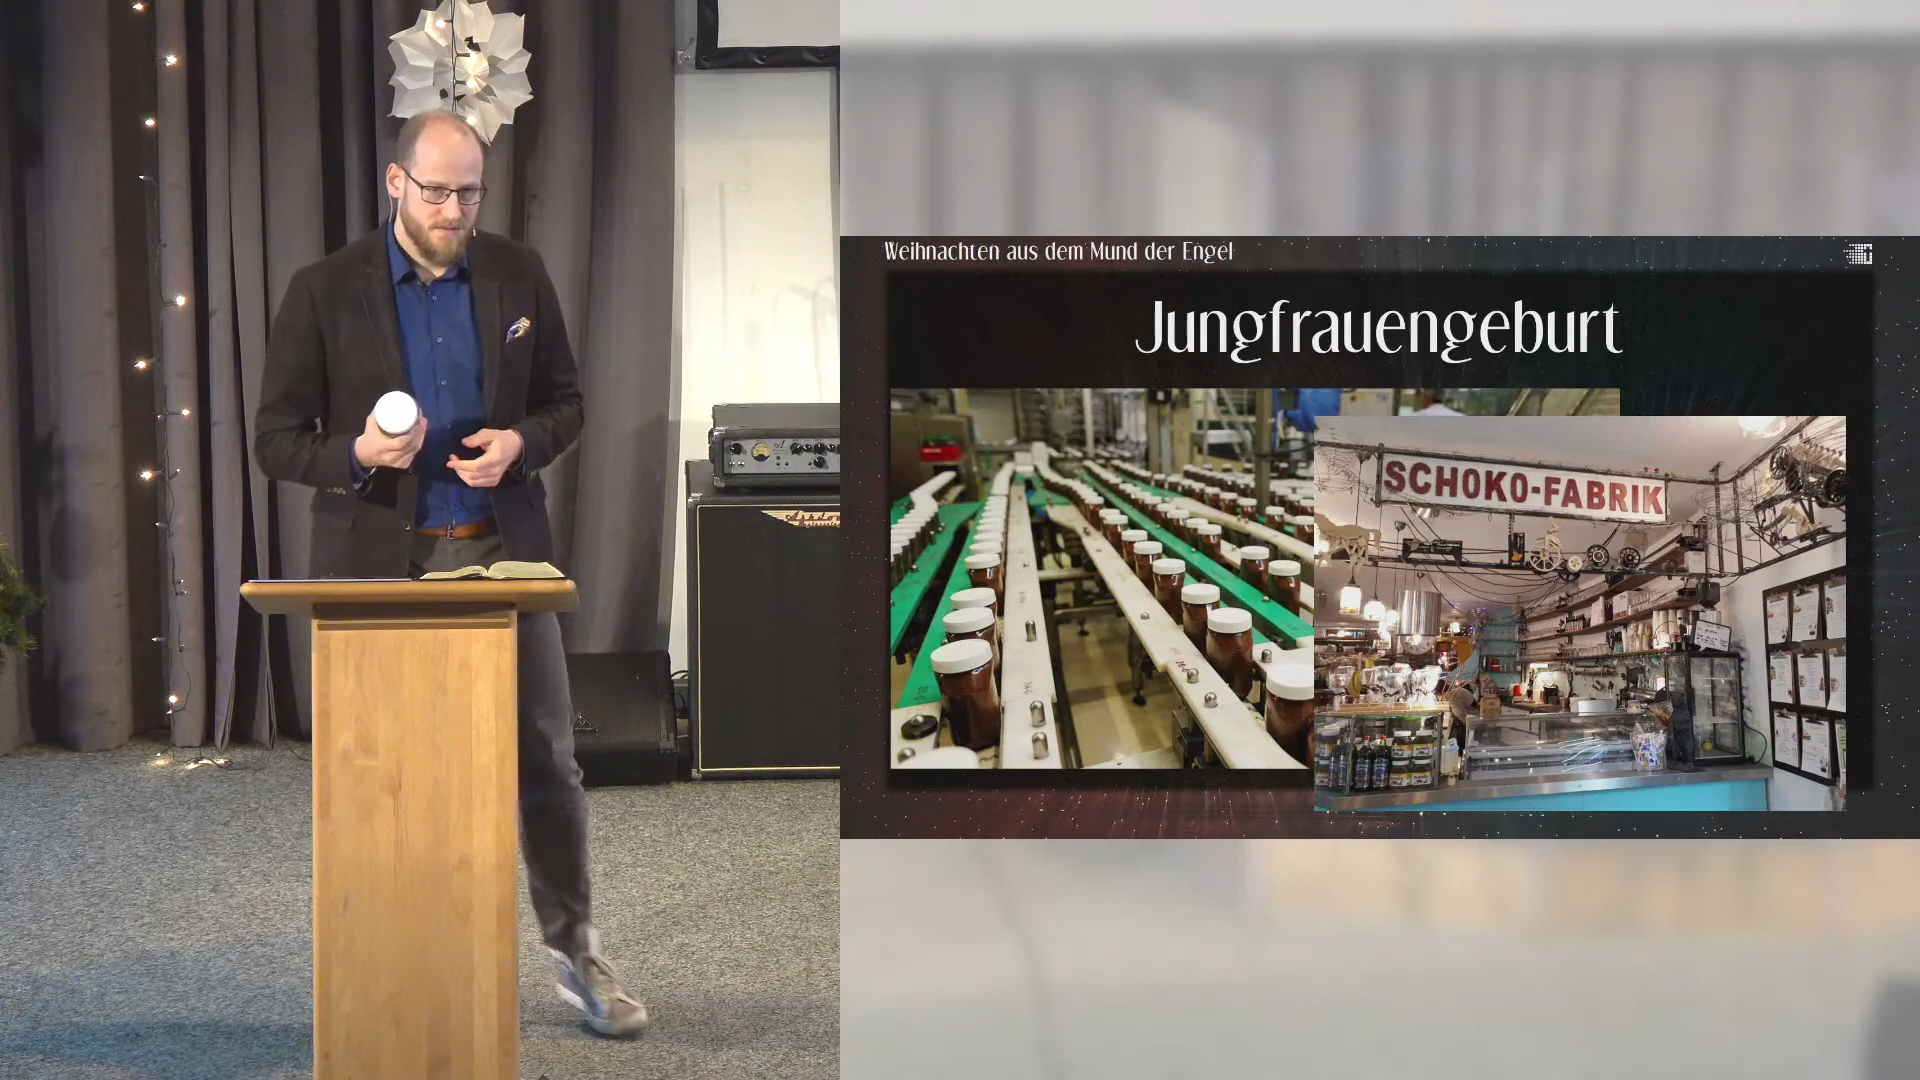 Weihnachten aus dem Mund der Engel
Jungfrauengeburt
SCHOKO-FABRIK